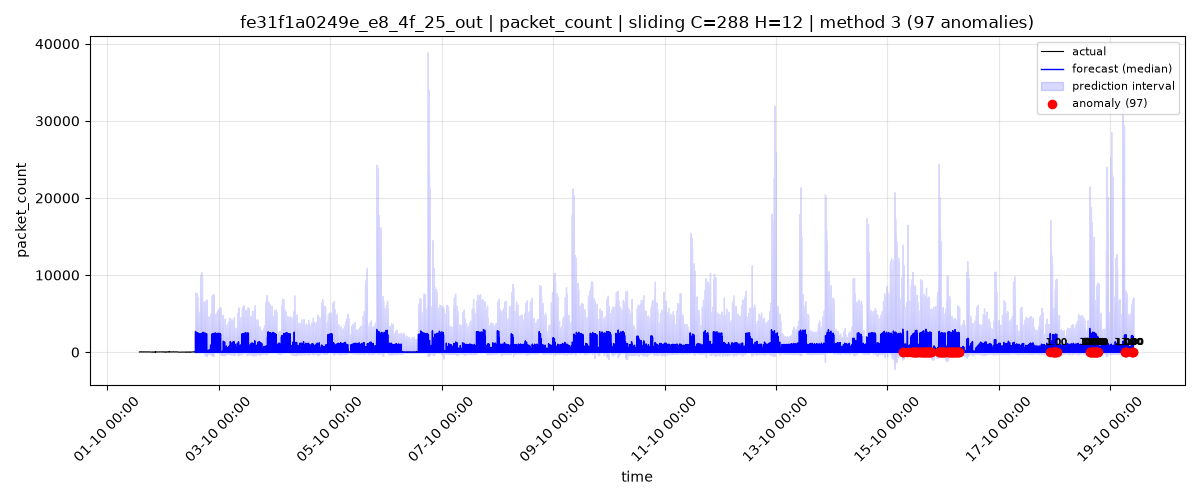 fe31f1a0249e_e8_4f_25_out | packet_count | sliding C=288 H=12 | method 3 (97 anomalies)
actual
forecast (median)
prediction interval
anomaly (97)
packet_count
40000
30000
20000
10000
0
01-10 00:00
03-10 00:00
05-10 00:00
07-10 00:00
09-10 00:00
11-10 00:00
13-10 00:00
15-10 00:00
17-10 00:00
19-10 00:00
time